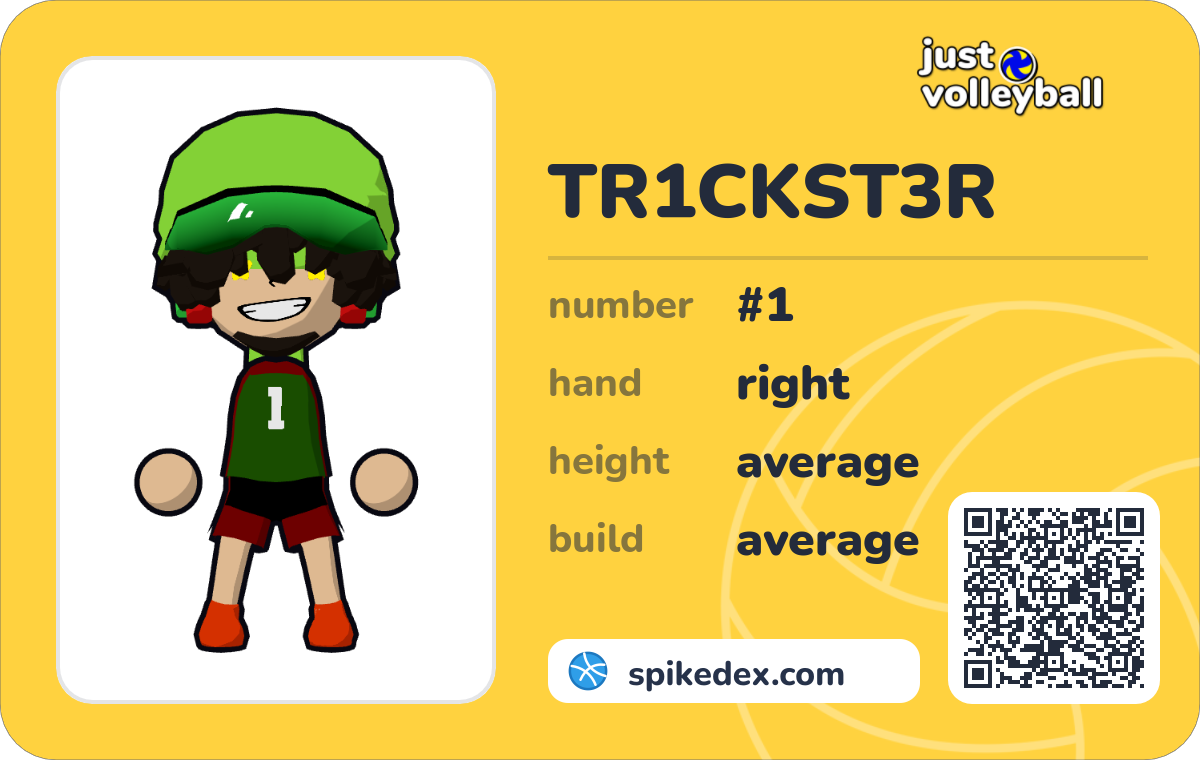 just
volleyball
TR1CKST3R
number #1
hand right
height average
build average
1
spikedex.com